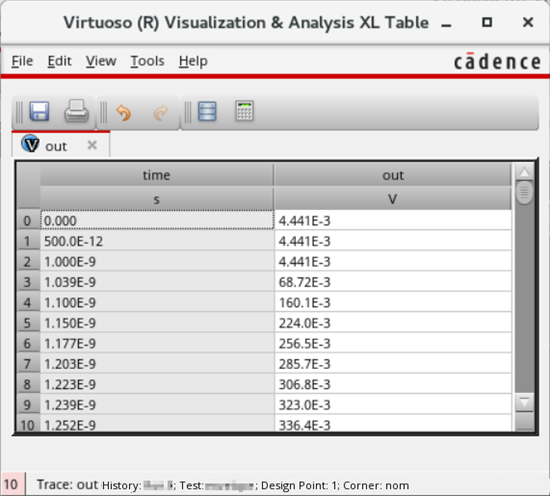 Virtuoso (R) Visualization & Analysis XL Table
File Edit View Tools Help cādence
out
time out
s V
0 0.000 4.441E-3
1 500.0E-12 4.441E-3
2 1.000E-9 4.441E-3
3 1.039E-9 68.72E-3
4 1.100E-9 160.1E-3
5 1.150E-9 224.0E-3
6 1.177E-9 256.5E-3
7 1.203E-9 285.7E-3
8 1.223E-9 306.8E-3
9 1.239E-9 323.0E-3
10 1.252E-9 336.4E-3
10 Trace: out History: ; Test: ; Design Point: 1; Corner: nom